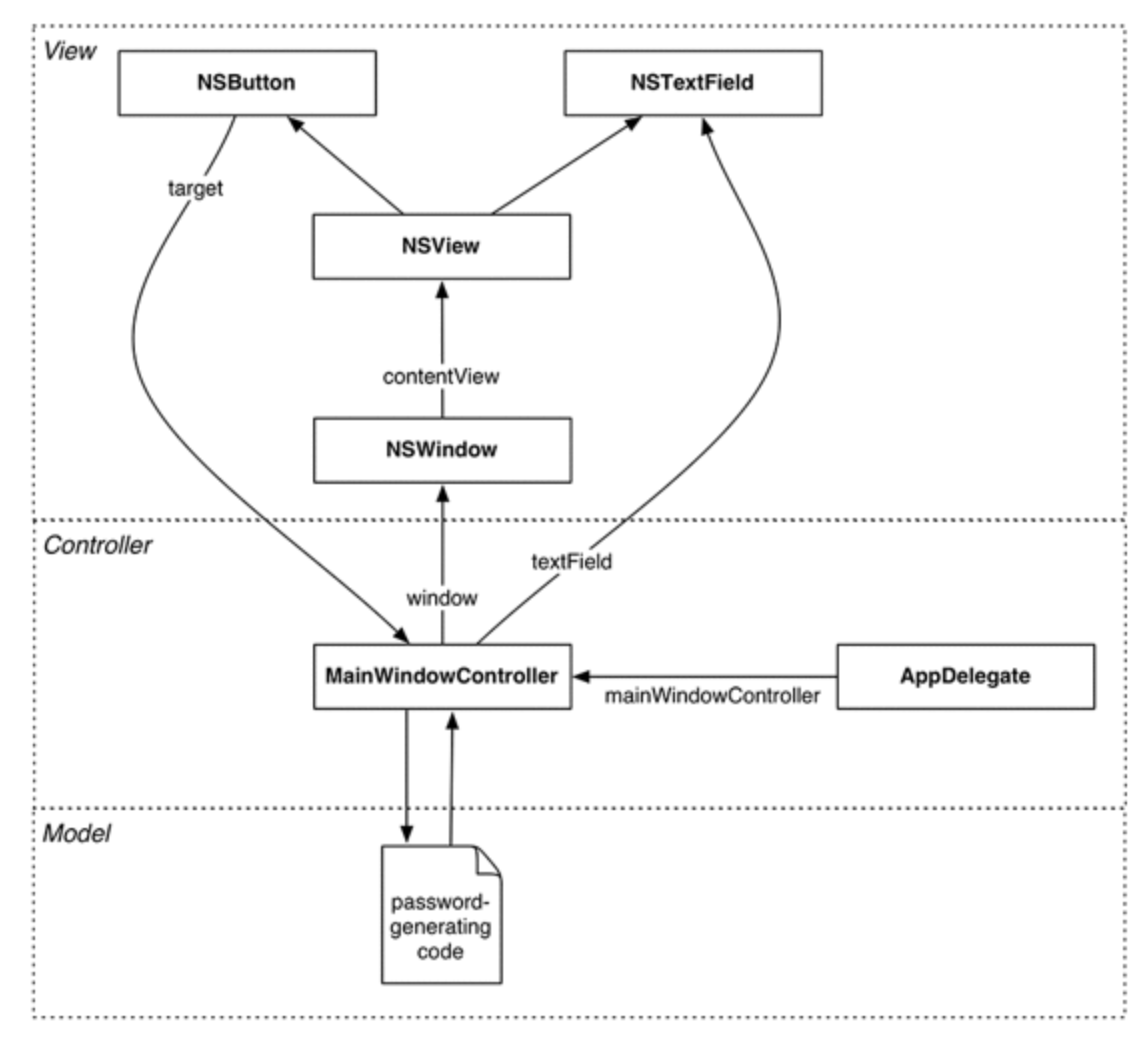 View
NSButton
NSTextField
target
NSView
contentView
NSWindow
Controller
textField
window
MainWindowController
AppDelegate
mainWindowController
Model
password-
generating
code